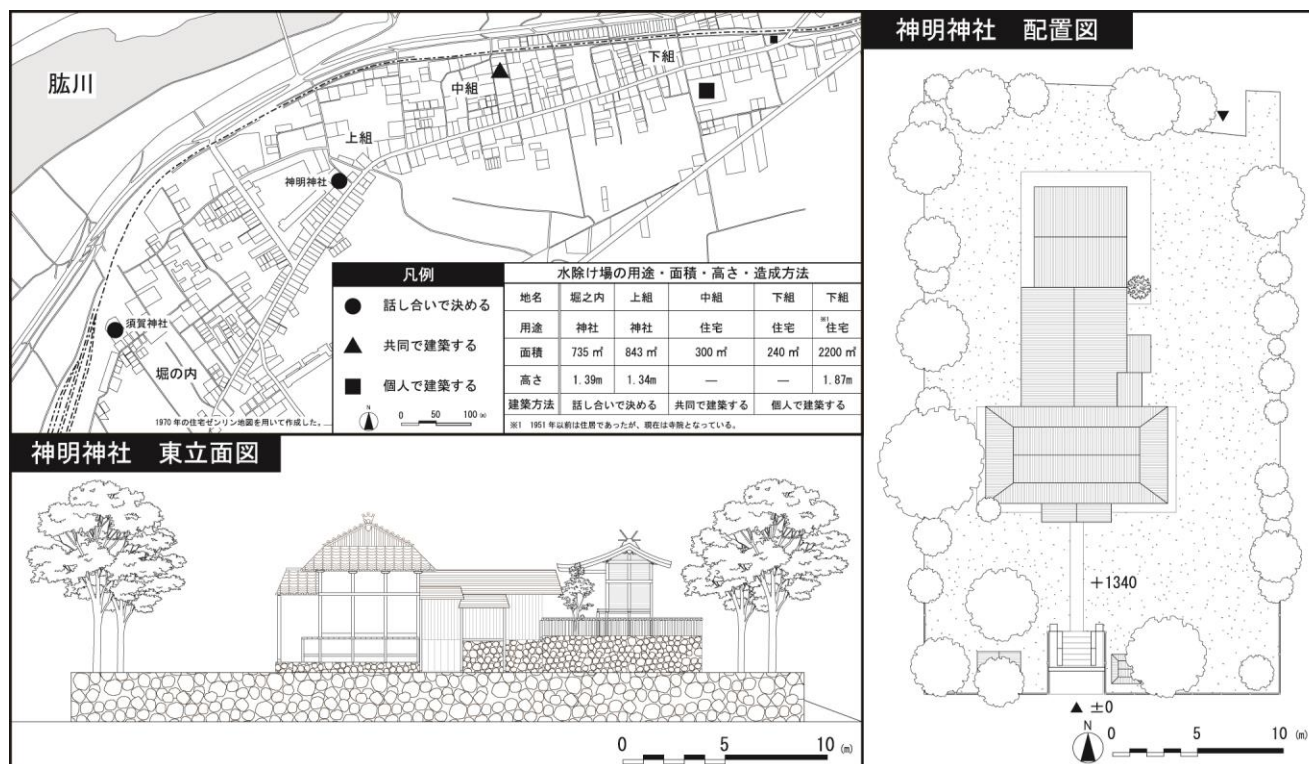 肱川
下組
中組
上組
神明神社
須賀神社
堀の内
1970年の住宅ゼンリン地図を用いて作成した。
凡例
● 話し合いで決める
▲ 共同で建築する
■ 個人で建築する
N 0 50 100 (m)
水除け場の用途・面積・高さ・造成方法
地名 堀之内 上組 中組 下組 下組
用途 神社 神社 住宅 住宅 ※1住宅
面積 735 ㎡ 843 ㎡ 300 ㎡ 240 ㎡ 2200 ㎡
高さ 1.39m 1.34m — — 1.87m
建築方法 話し合いで決める 共同で建築する 個人で建築する
※1 1951年以前は住居であったが、現在は寺院となっている。
神明神社 東立面図
0 5 10 (m)
神明神社 配置図
+1340
▲ ±0
N 0 5 10 (m)